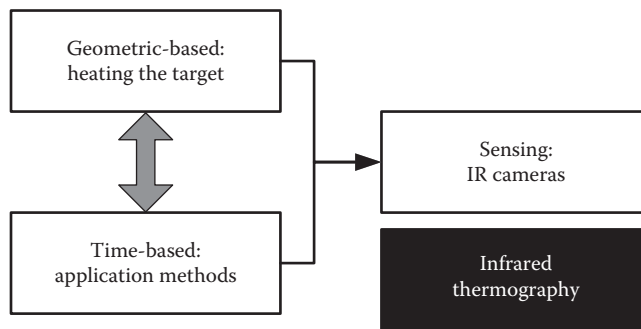 Geometric-based:
heating the target
Sensing:
IR cameras
Time-based:
application methods
Infrared
thermography